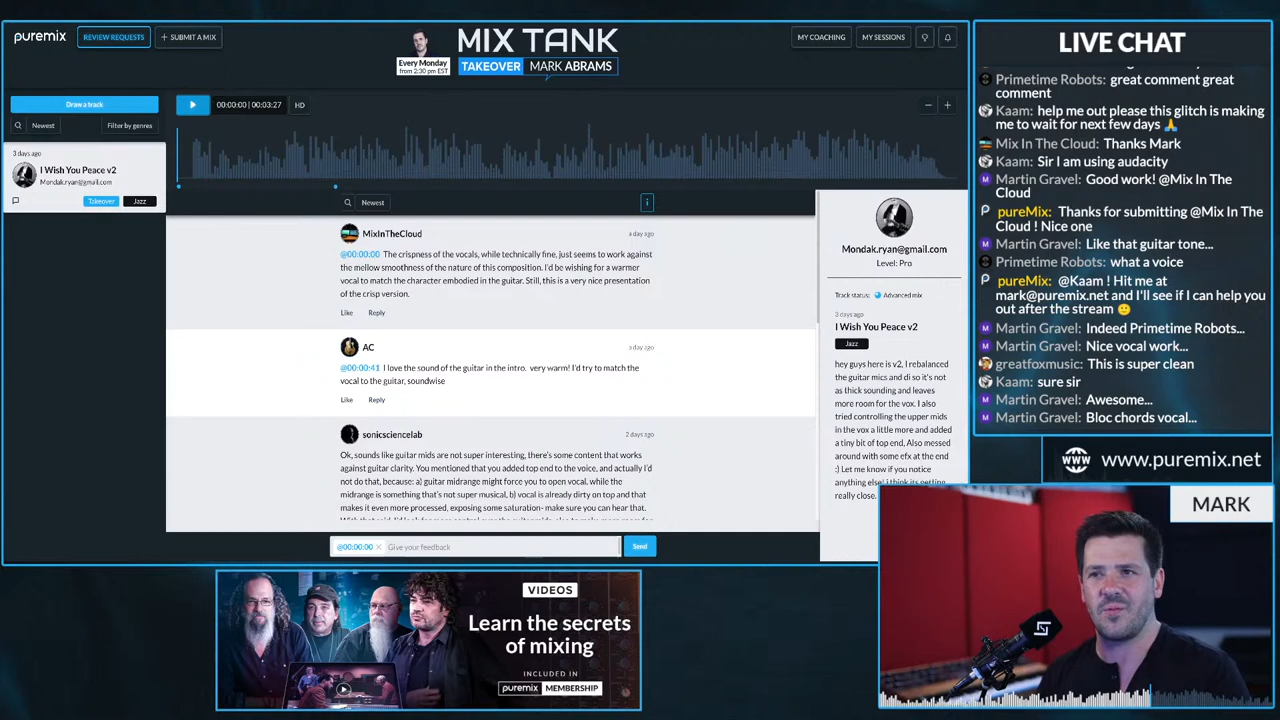 puremix
REVIEW REQUESTS
+ SUBMIT A MIX
Every Monday
from 2:30 pm EST
MIX TANK
TAKEOVER MARK ABRAMS
MY COACHING
MY SESSIONS
Draw a track
Newest
Filter by genres
3 days ago
I Wish You Peace v2
Mondak.ryan@gmail.com
Takeover
Jazz
00:00:00 | 00:03:27
HD
Newest
i
MixInTheCloud
a day ago
@00:00:00 The crispness of the vocals, while technically fine, just seems to work against
the mellow smoothness of the nature of this composition. I'd be wishing for a warmer
vocal to match the character embodied in the guitar. Still, this is a very nice presentation
of the crisp version.
Like Reply
AC
a day ago
@00:00:41 I love the sound of the guitar in the intro. very warm! I'd try to match the
vocal to the guitar, soundwise
Like Reply
sonicsciencelab
2 days ago
Ok, sounds like guitar mids are not super interesting, there's some content that works
against guitar clarity. You mentioned that you added top end to the voice, and actually I'd
not do that, because: a) guitar midrange might force you to open vocal, while the
midrange is something that's not super musical, b) vocal is already dirty on top and that
makes it even more processed, exposing some saturation- make sure you can hear that.
@00:00:00 × Give your feedback
Send
Mondak.ryan@gmail.com
Level: Pro
Track status: Advanced mix
3 days ago
I Wish You Peace v2
Jazz
hey guys here is v2, I rebalanced
the guitar mics and di so it's not
as thick sounding and leaves
more room for the vox. I also
tried controlling the upper mids
in the vox a little more and added
a tiny bit of top end, Also messed
around with some efx at the end
:) Let me know if you notice
anything else! i think its getting
really close.
LIVE CHAT
Primetime Robots: great comment great
comment
Kaam: help me out please this glitch is making
me to wait for next few days 🙏
Mix In The Cloud: Thanks Mark
Kaam: Sir I am using audacity
Martin Gravel: Good work! @Mix In The
Cloud
pureMix: Thanks for submitting @Mix In The
Cloud ! Nice one
Martin Gravel: Like that guitar tone...
Primetime Robots: what a voice
pureMix: @Kaam ! Hit me at
mark@puremix.net and I'll see if I can help you
out after the stream 🙂
Martin Gravel: Indeed Primetime Robots...
Martin Gravel: Nice vocal work...
greatfoxmusic: This is super clean
Kaam: sure sir
Martin Gravel: Awesome...
Martin Gravel: Bloc chords vocal...
WWW
www.puremix.net
MARK
VIDEOS
Learn the secrets
of mixing
INCLUDED IN
puremix MEMBERSHIP